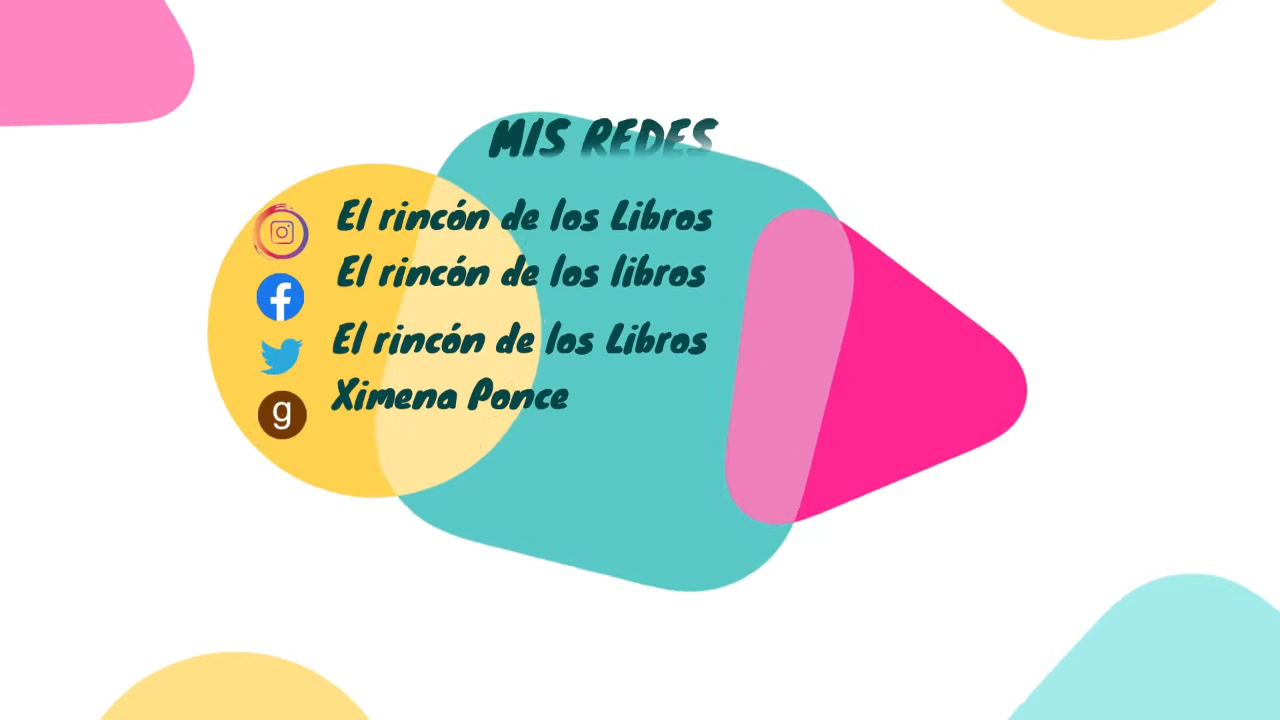 MIS REDES
El rincón de los Libros
El rincón de los libros
El rincón de los Libros
Ximena Ponce
g